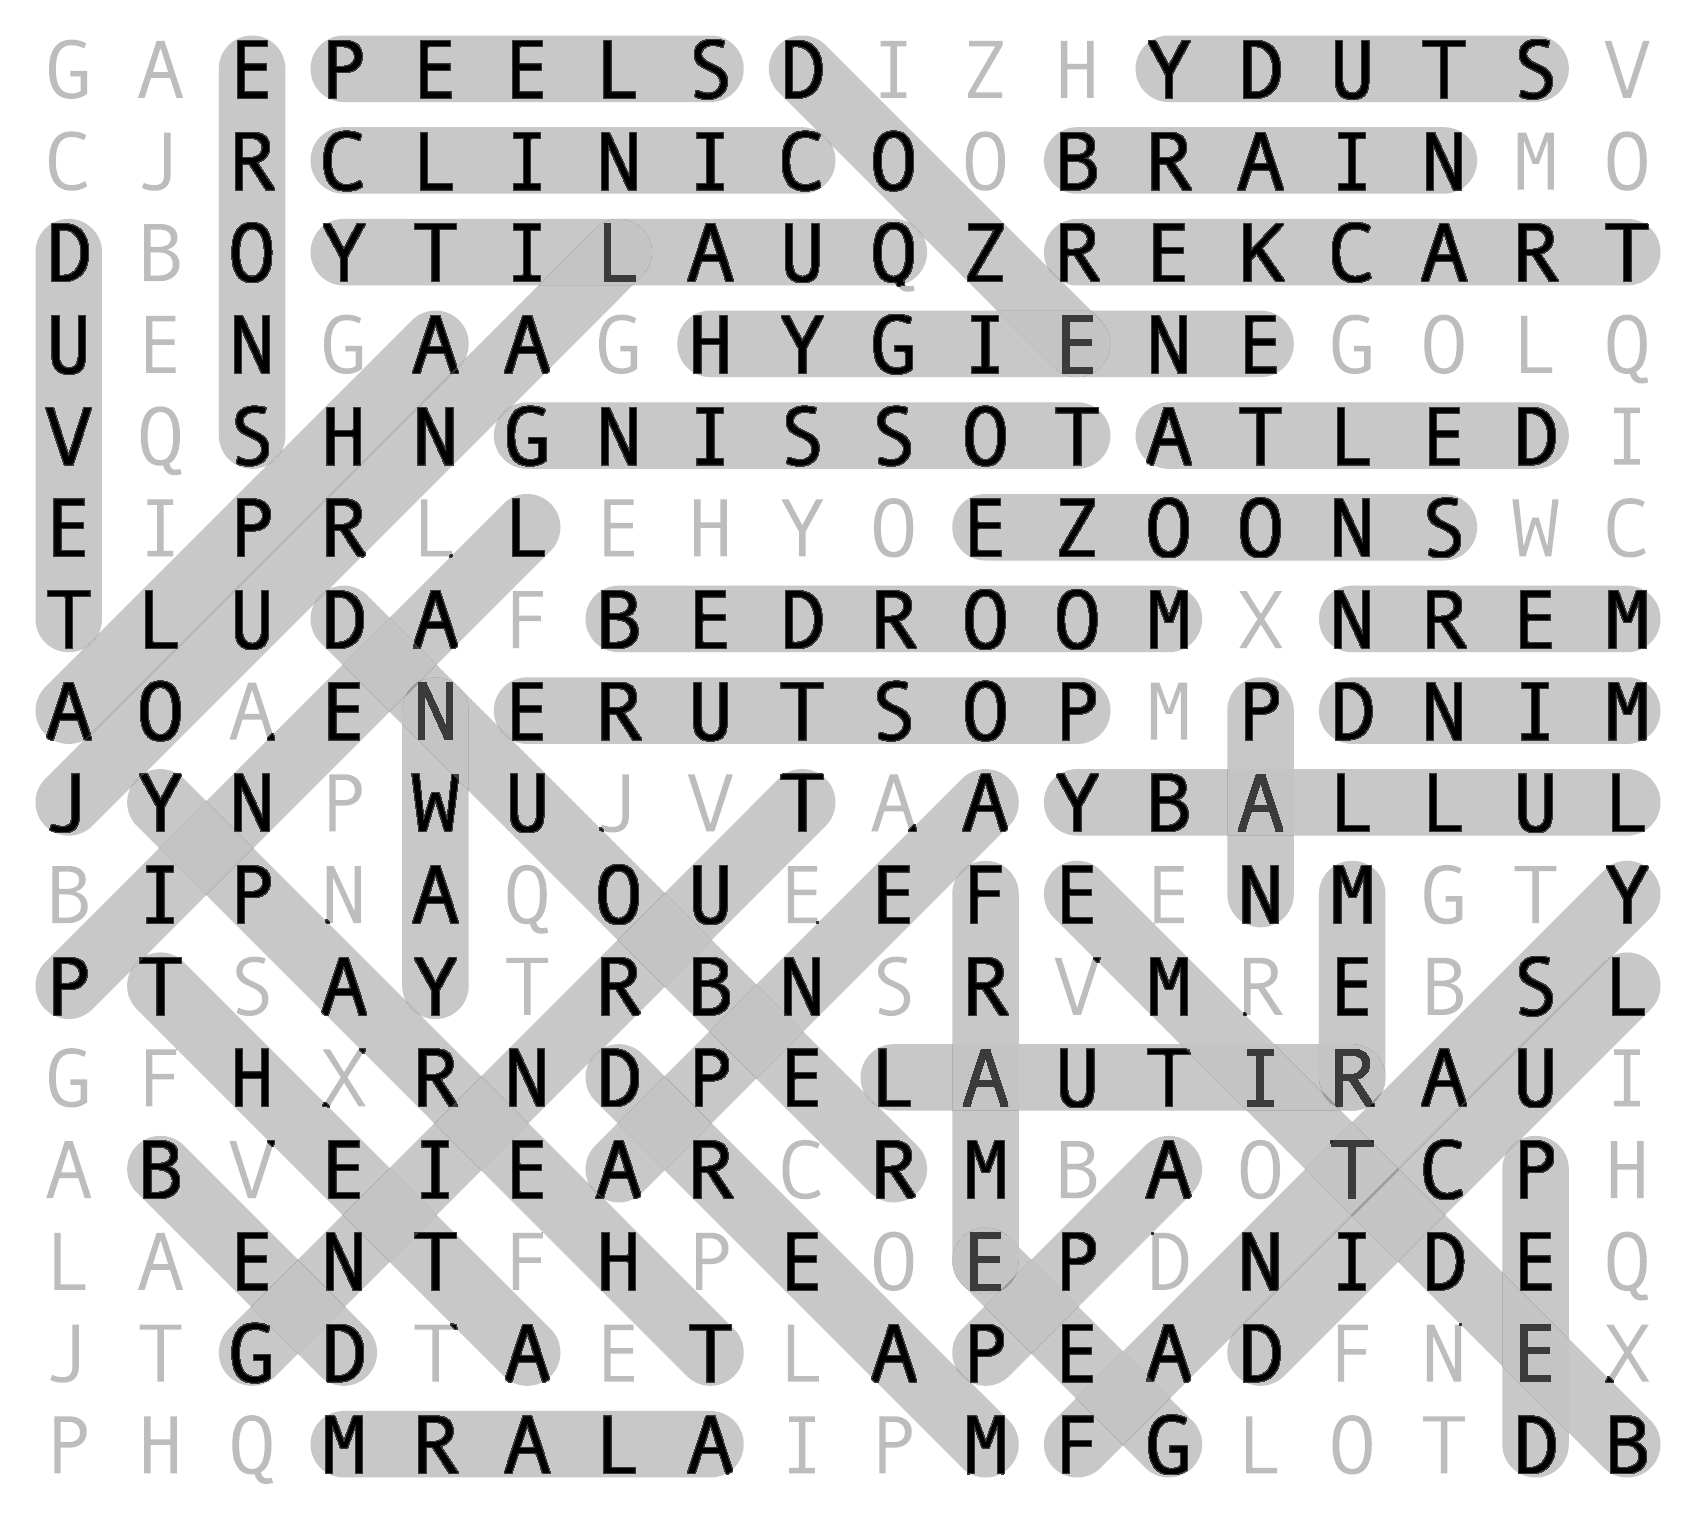 G A E P E E L S D I Z H Y D U T S V
C J R C L I N I C O O B R A I N M O
D B O Y T I L A U Q Z R E K C A R T
U E N G A A G H Y G I E N E G O L Q
V Q S H N G N I S S O T A T L E D I
E I P R L L E H Y O E Z O O N S W C
T L U D A F B E D R O O M X N R E M
A O A E N E R U T S O P M P D N I M
J Y N P W U J V T A A Y B A L L U L
B I P N A Q O U E E F E E N M G T Y
P T S A Y T R B N S R V M R E B S L
G F H X R N D P E L A U T I R A U I
A B V E I E A R C R M B A O T C P H
L A E N T F H P E O E P D N I D E Q
J T G D T A E T L A P E A D F N E X
P H Q M R A L A I P M F G L O T D B